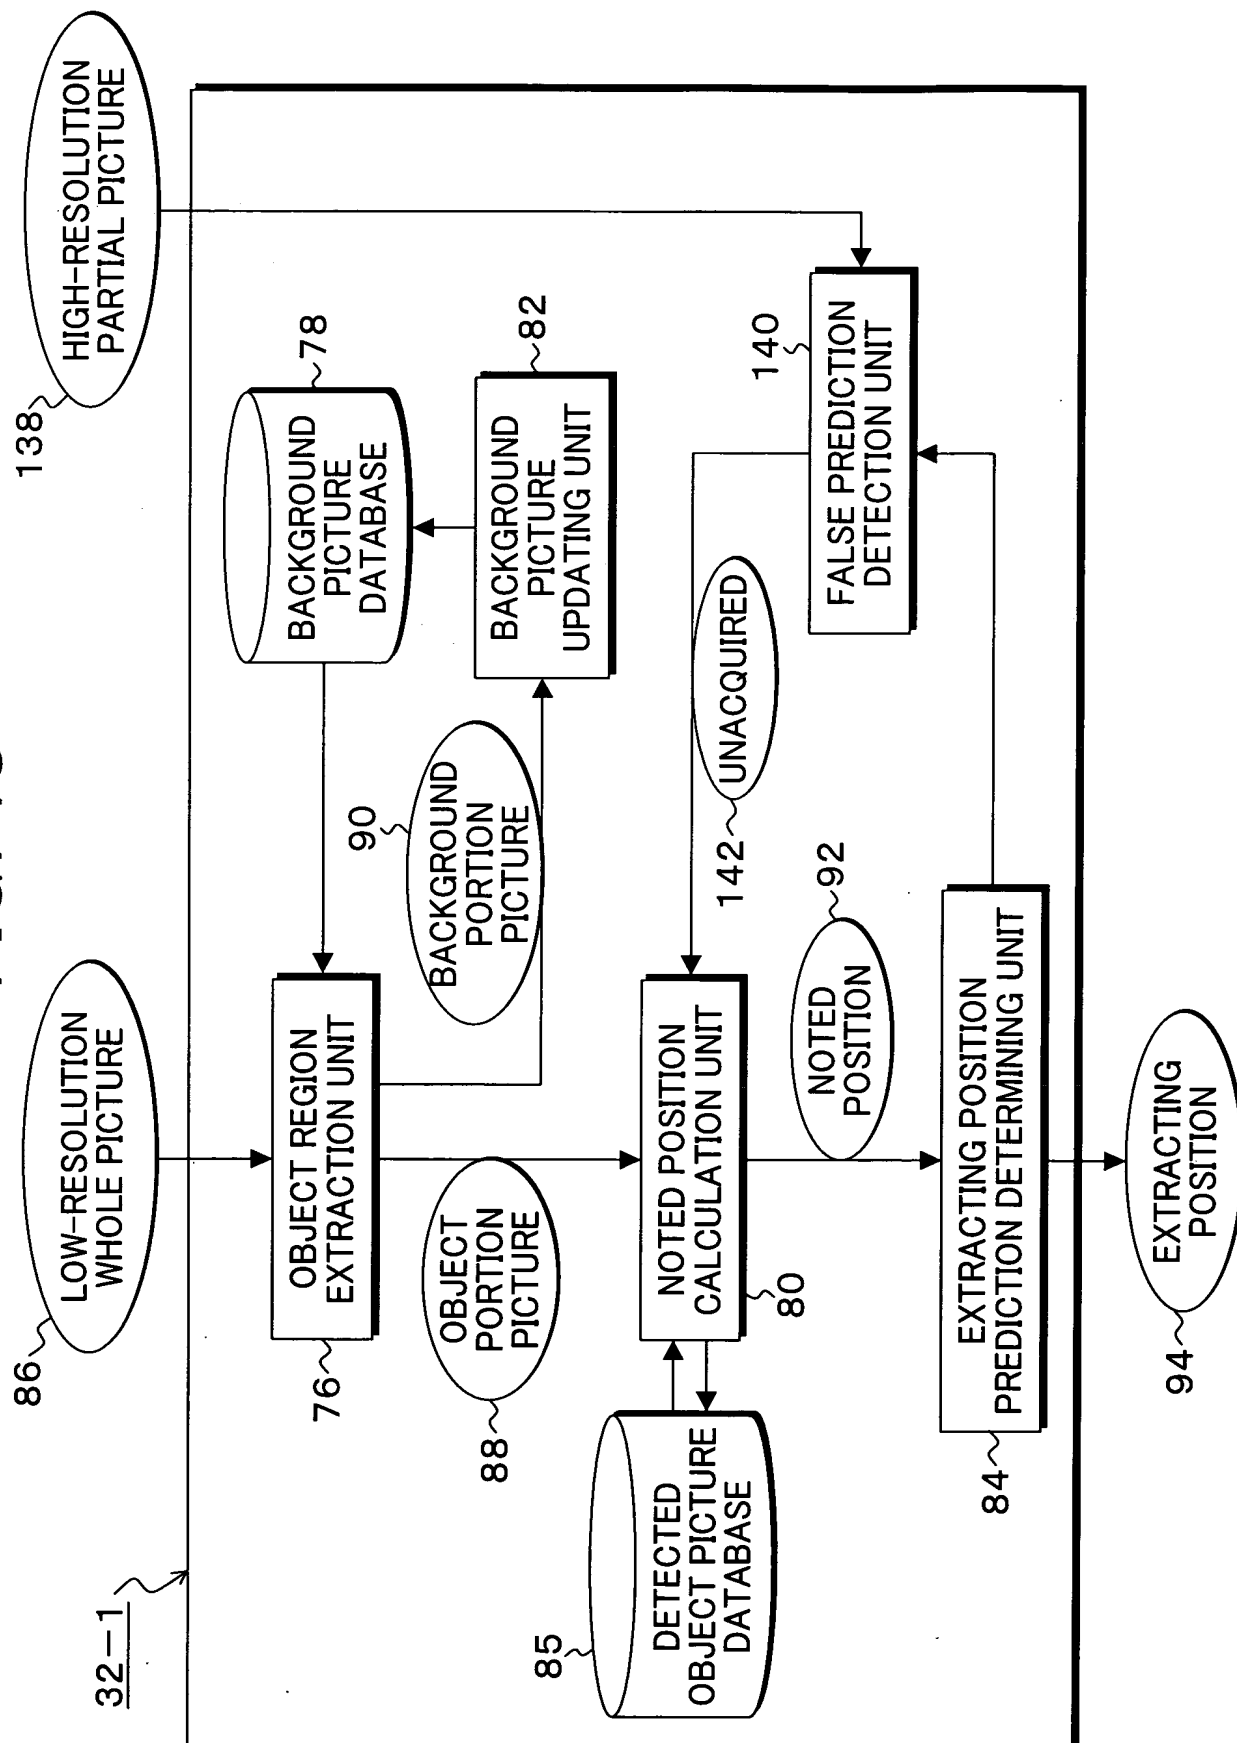 32-1
86
LOW-RESOLUTION
WHOLE PICTURE
138
HIGH-RESOLUTION
PARTIAL PICTURE
76
OBJECT REGION
EXTRACTION UNIT
78
BACKGROUND
PICTURE
DATABASE
88
OBJECT
PORTION
PICTURE
90
BACKGROUND
PORTION
PICTURE
82
BACKGROUND
PICTURE
UPDATING UNIT
85
DETECTED
OBJECT PICTURE
DATABASE
80
NOTED POSITION
CALCULATION UNIT
142
UNACQUIRED
140
FALSE PREDICTION
DETECTION UNIT
92
NOTED
POSITION
84
EXTRACTING POSITION
PREDICTION DETERMINING UNIT
94
EXTRACTING
POSITION